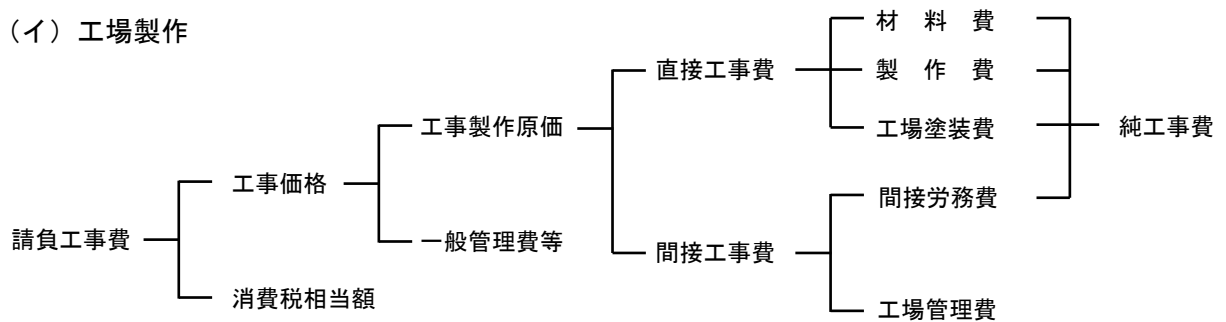 (イ) 工場製作
材 料 費
直接工事費
製 作 費
工事製作原価
工場塗装費
純工事費
工事価格
間接労務費
請負工事費
一般管理費等
間接工事費
消費税相当額
工場管理費